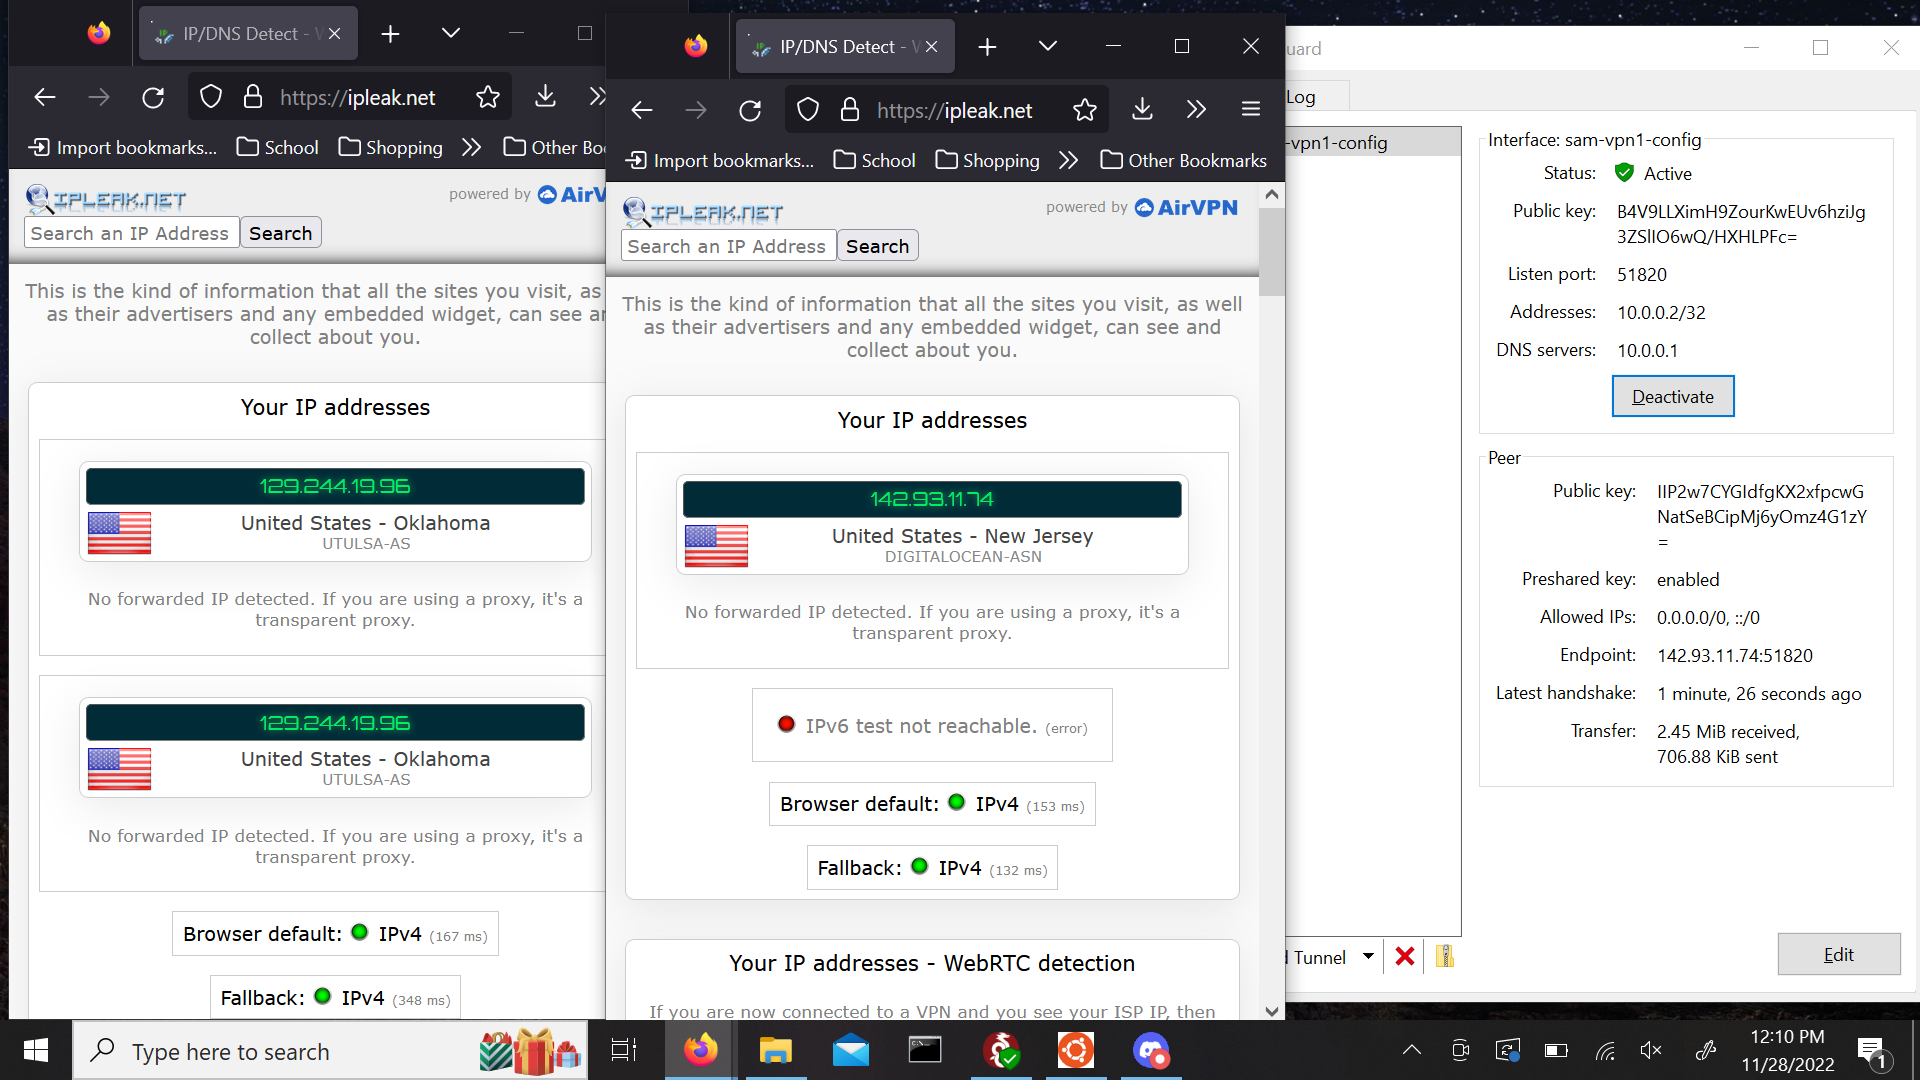 IP/DNS Detect - W
https://ipleak.net
Import bookmarks...
School
Shopping
Other Bo
IPLEAK.NET
powered by AirV
Search an IP Address
Search
This is the kind of information that all the sites you visit, as
as their advertisers and any embedded widget, can see ar
collect about you.
Your IP addresses
129.244.19.96
United States - Oklahoma
UTULSA-AS
No forwarded IP detected. If you are using a proxy, it's a
transparent proxy.
129.244.19.96
United States - Oklahoma
UTULSA-AS
No forwarded IP detected. If you are using a proxy, it's a
transparent proxy.
Browser default: IPv4 (167 ms)
Fallback: IPv4 (348 ms)
IP/DNS Detect - W
https://ipleak.net
Import bookmarks...
School
Shopping
Other Bookmarks
IPLEAK.NET
powered by AirVPN
Search an IP Address
Search
This is the kind of information that all the sites you visit, as well
as their advertisers and any embedded widget, can see and
collect about you.
Your IP addresses
142.93.11.74
United States - New Jersey
DIGITALOCEAN-ASN
No forwarded IP detected. If you are using a proxy, it's a
transparent proxy.
IPv6 test not reachable. (error)
Browser default: IPv4 (153 ms)
Fallback: IPv4 (132 ms)
Your IP addresses - WebRTC detection
If you are now connected to a VPN and you see your ISP IP, then
uard
Log
-vpn1-config
Interface: sam-vpn1-config
Status: Active
Public key: B4V9LLXimH9ZourKwEUv6hziJg
3ZSllO6wQ/HXHLPFc=
Listen port: 51820
Addresses: 10.0.0.2/32
DNS servers: 10.0.0.1
Deactivate
Peer
Public key: IIP2w7CYGIdfgKX2xfpcwG
NatSeBCipMj6yOmz4G1zY
=
Preshared key: enabled
Allowed IPs: 0.0.0.0/0, ::/0
Endpoint: 142.93.11.74:51820
Latest handshake: 1 minute, 26 seconds ago
Transfer: 2.45 MiB received,
706.88 KiB sent
Tunnel
Edit
Type here to search
12:10 PM
11/28/2022
1